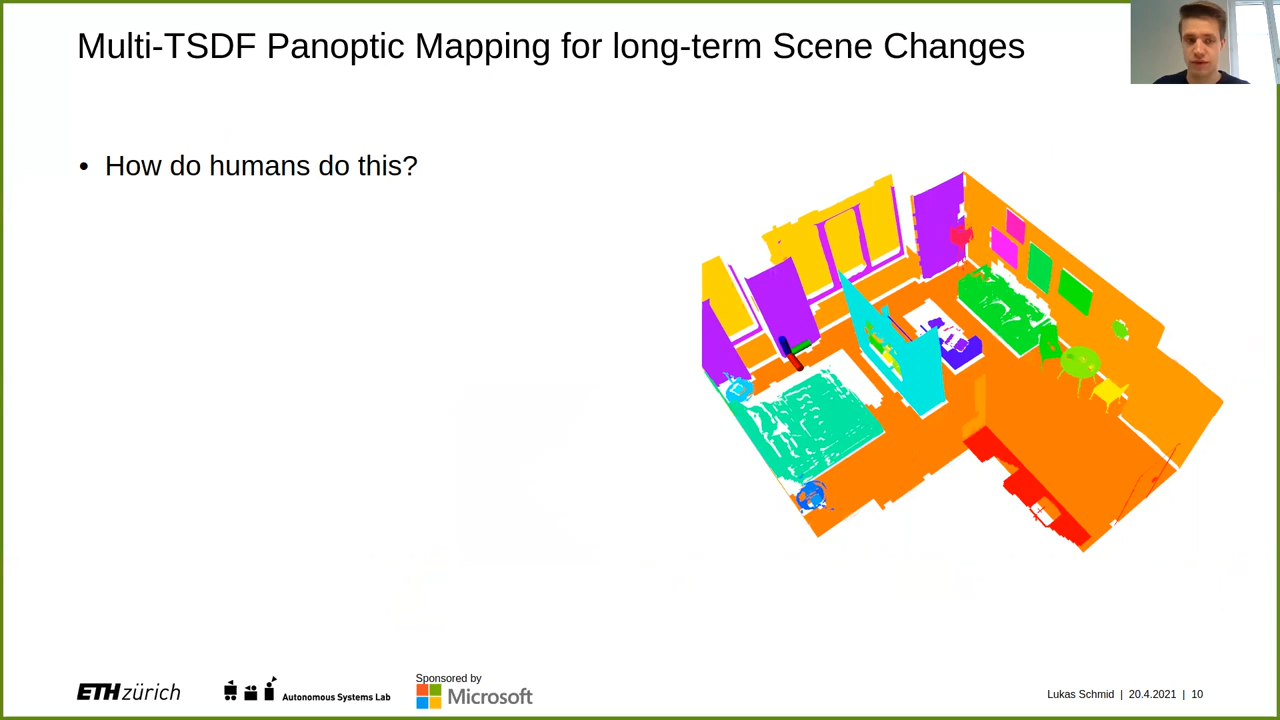 Multi-TSDF Panoptic Mapping for long-term Scene Changes
• How do humans do this?
ETH zürich
Autonomous Systems Lab
Sponsored by
Microsoft
Lukas Schmid | 20.4.2021 | 10